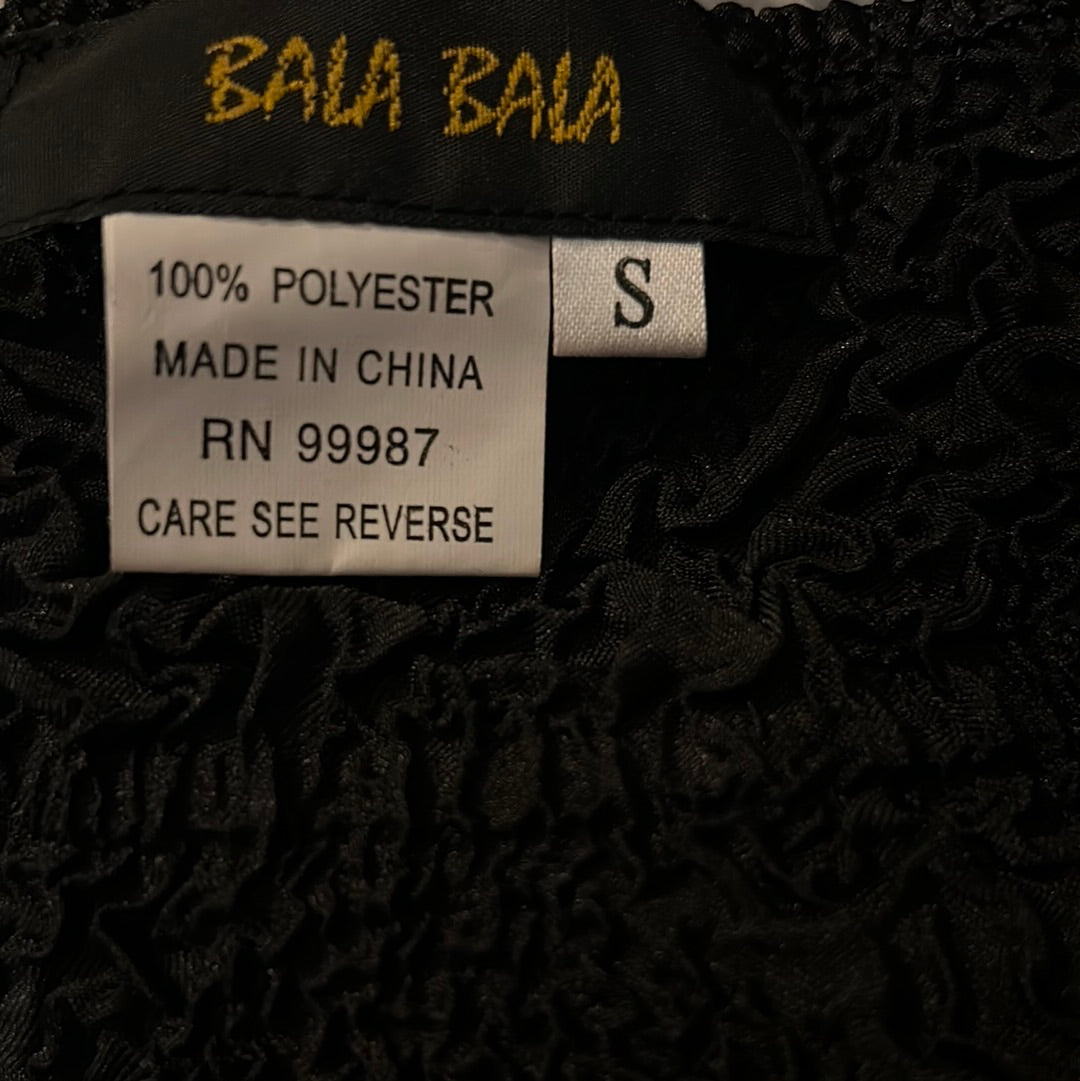 BALA BALA
100% POLYESTER
S
MADE IN CHINA
RN 99987
CARE SEE REVERSE